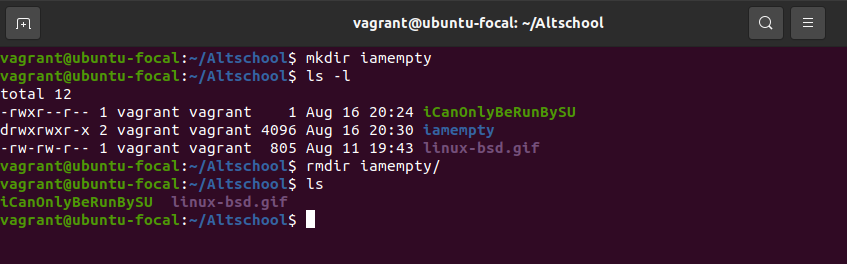 vagrant@ubuntu-focal: ~/Altschool
vagrant@ubuntu-focal:~/Altschool$ mkdir iamempty
vagrant@ubuntu-focal:~/Altschool$ ls -l
total 12
-rwxr--r-- 1 vagrant vagrant    1 Aug 16 20:24 iCanOnlyBeRunBySU
drwxrwxr-x 2 vagrant vagrant 4096 Aug 16 20:30 iamempty
-rw-rw-r-- 1 vagrant vagrant  805 Aug 11 19:43 linux-bsd.gif
vagrant@ubuntu-focal:~/Altschool$ rmdir iamempty/
vagrant@ubuntu-focal:~/Altschool$ ls
iCanOnlyBeRunBySU  linux-bsd.gif
vagrant@ubuntu-focal:~/Altschool$